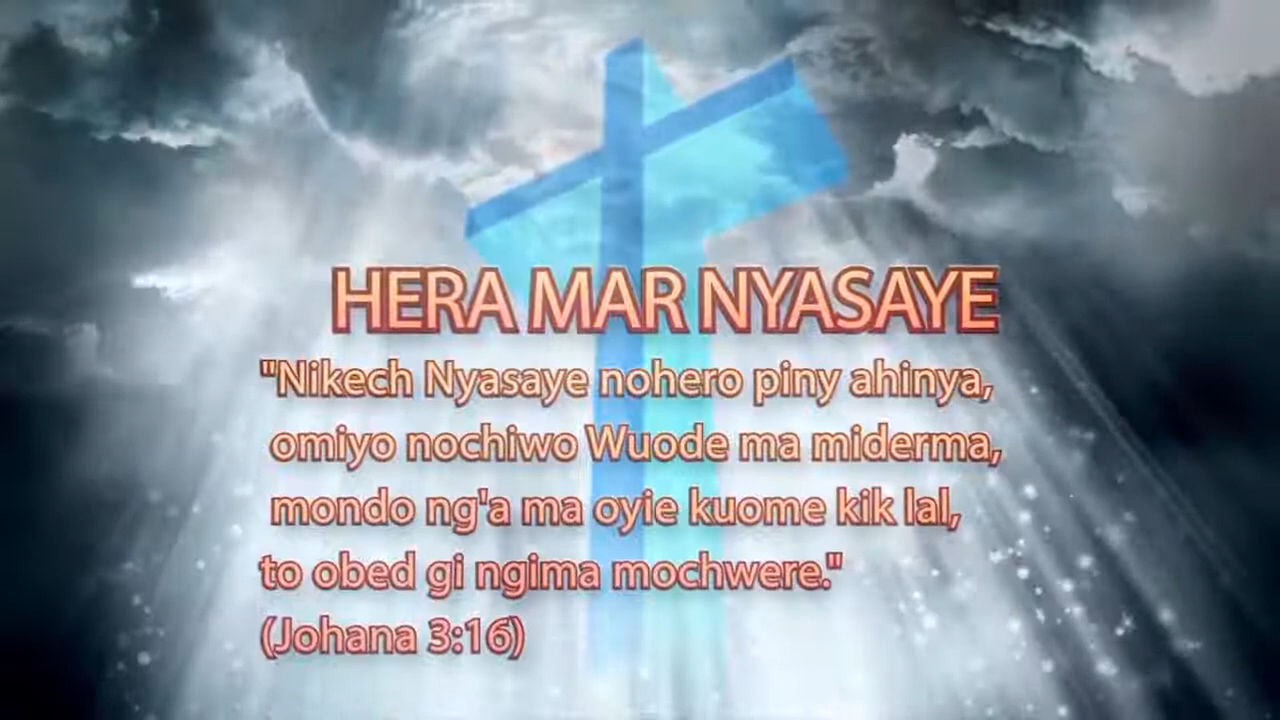 HERA MAR NYASAYE
"Nikech Nyasaye nohero piny ahinya,
omiyo nochiwo Wuode ma miderma,
mondo ng'a ma oyie kuome kik lal,
to obed gi ngima mochwere."
(Johana 3:16)